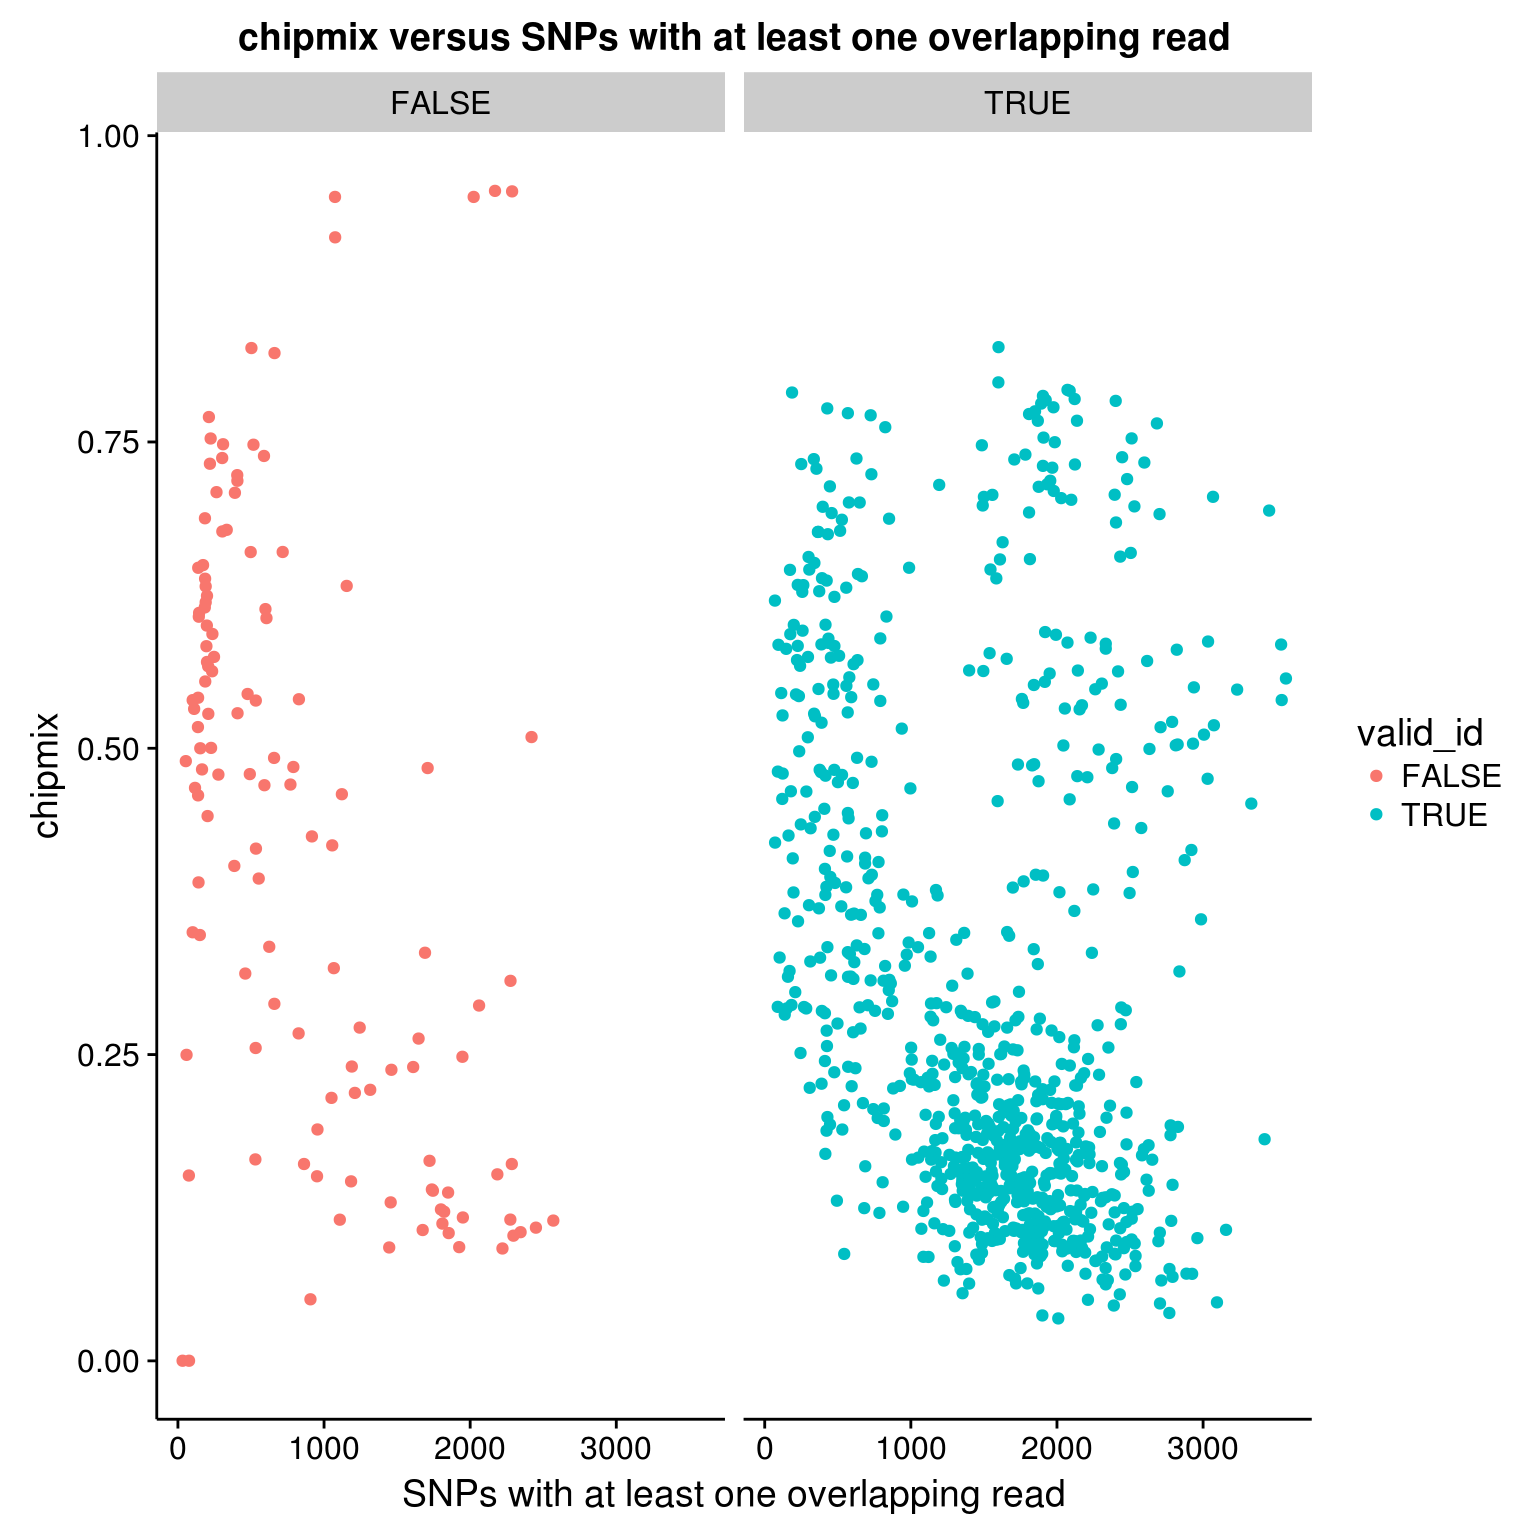 chipmix versus SNPs with at least one overlapping read
FALSE
TRUE
1.00
0.75
0.50
0.25
0.00
chipmix
0
1000
2000
3000
0
1000
2000
3000
SNPs with at least one overlapping read
valid_id
FALSE
TRUE